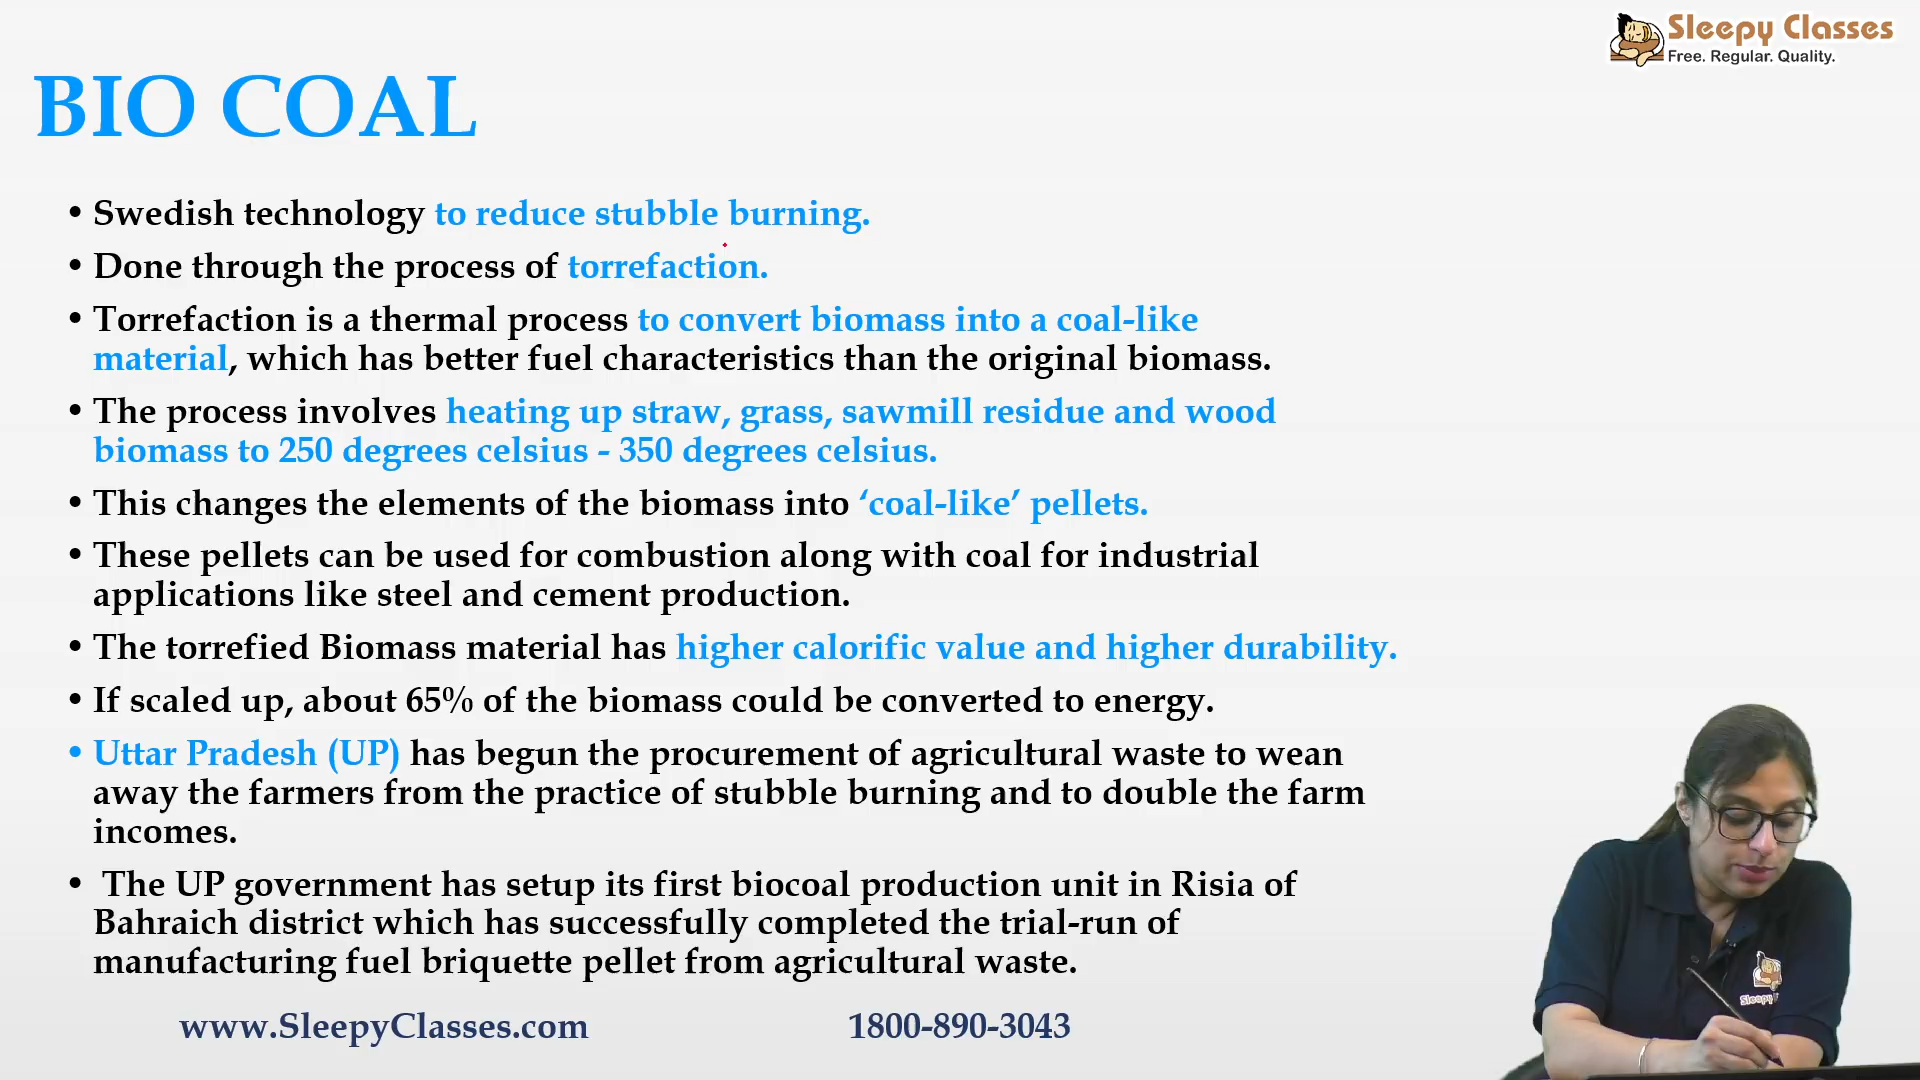 Sleepy Classes
Free. Regular. Quality.
BIO COAL
• Swedish technology to reduce stubble burning.
• Done through the process of torrefaction.
• Torrefaction is a thermal process to convert biomass into a coal-like
material, which has better fuel characteristics than the original biomass.
• The process involves heating up straw, grass, sawmill residue and wood
biomass to 250 degrees celsius - 350 degrees celsius.
• This changes the elements of the biomass into ‘coal-like’ pellets.
• These pellets can be used for combustion along with coal for industrial
applications like steel and cement production.
• The torrefied Biomass material has higher calorific value and higher durability.
• If scaled up, about 65% of the biomass could be converted to energy.
• Uttar Pradesh (UP) has begun the procurement of agricultural waste to wean
away the farmers from the practice of stubble burning and to double the farm
incomes.
• The UP government has setup its first biocoal production unit in Risia of
Bahraich district which has successfully completed the trial-run of
manufacturing fuel briquette pellet from agricultural waste.
www.SleepyClasses.com 1800-890-3043